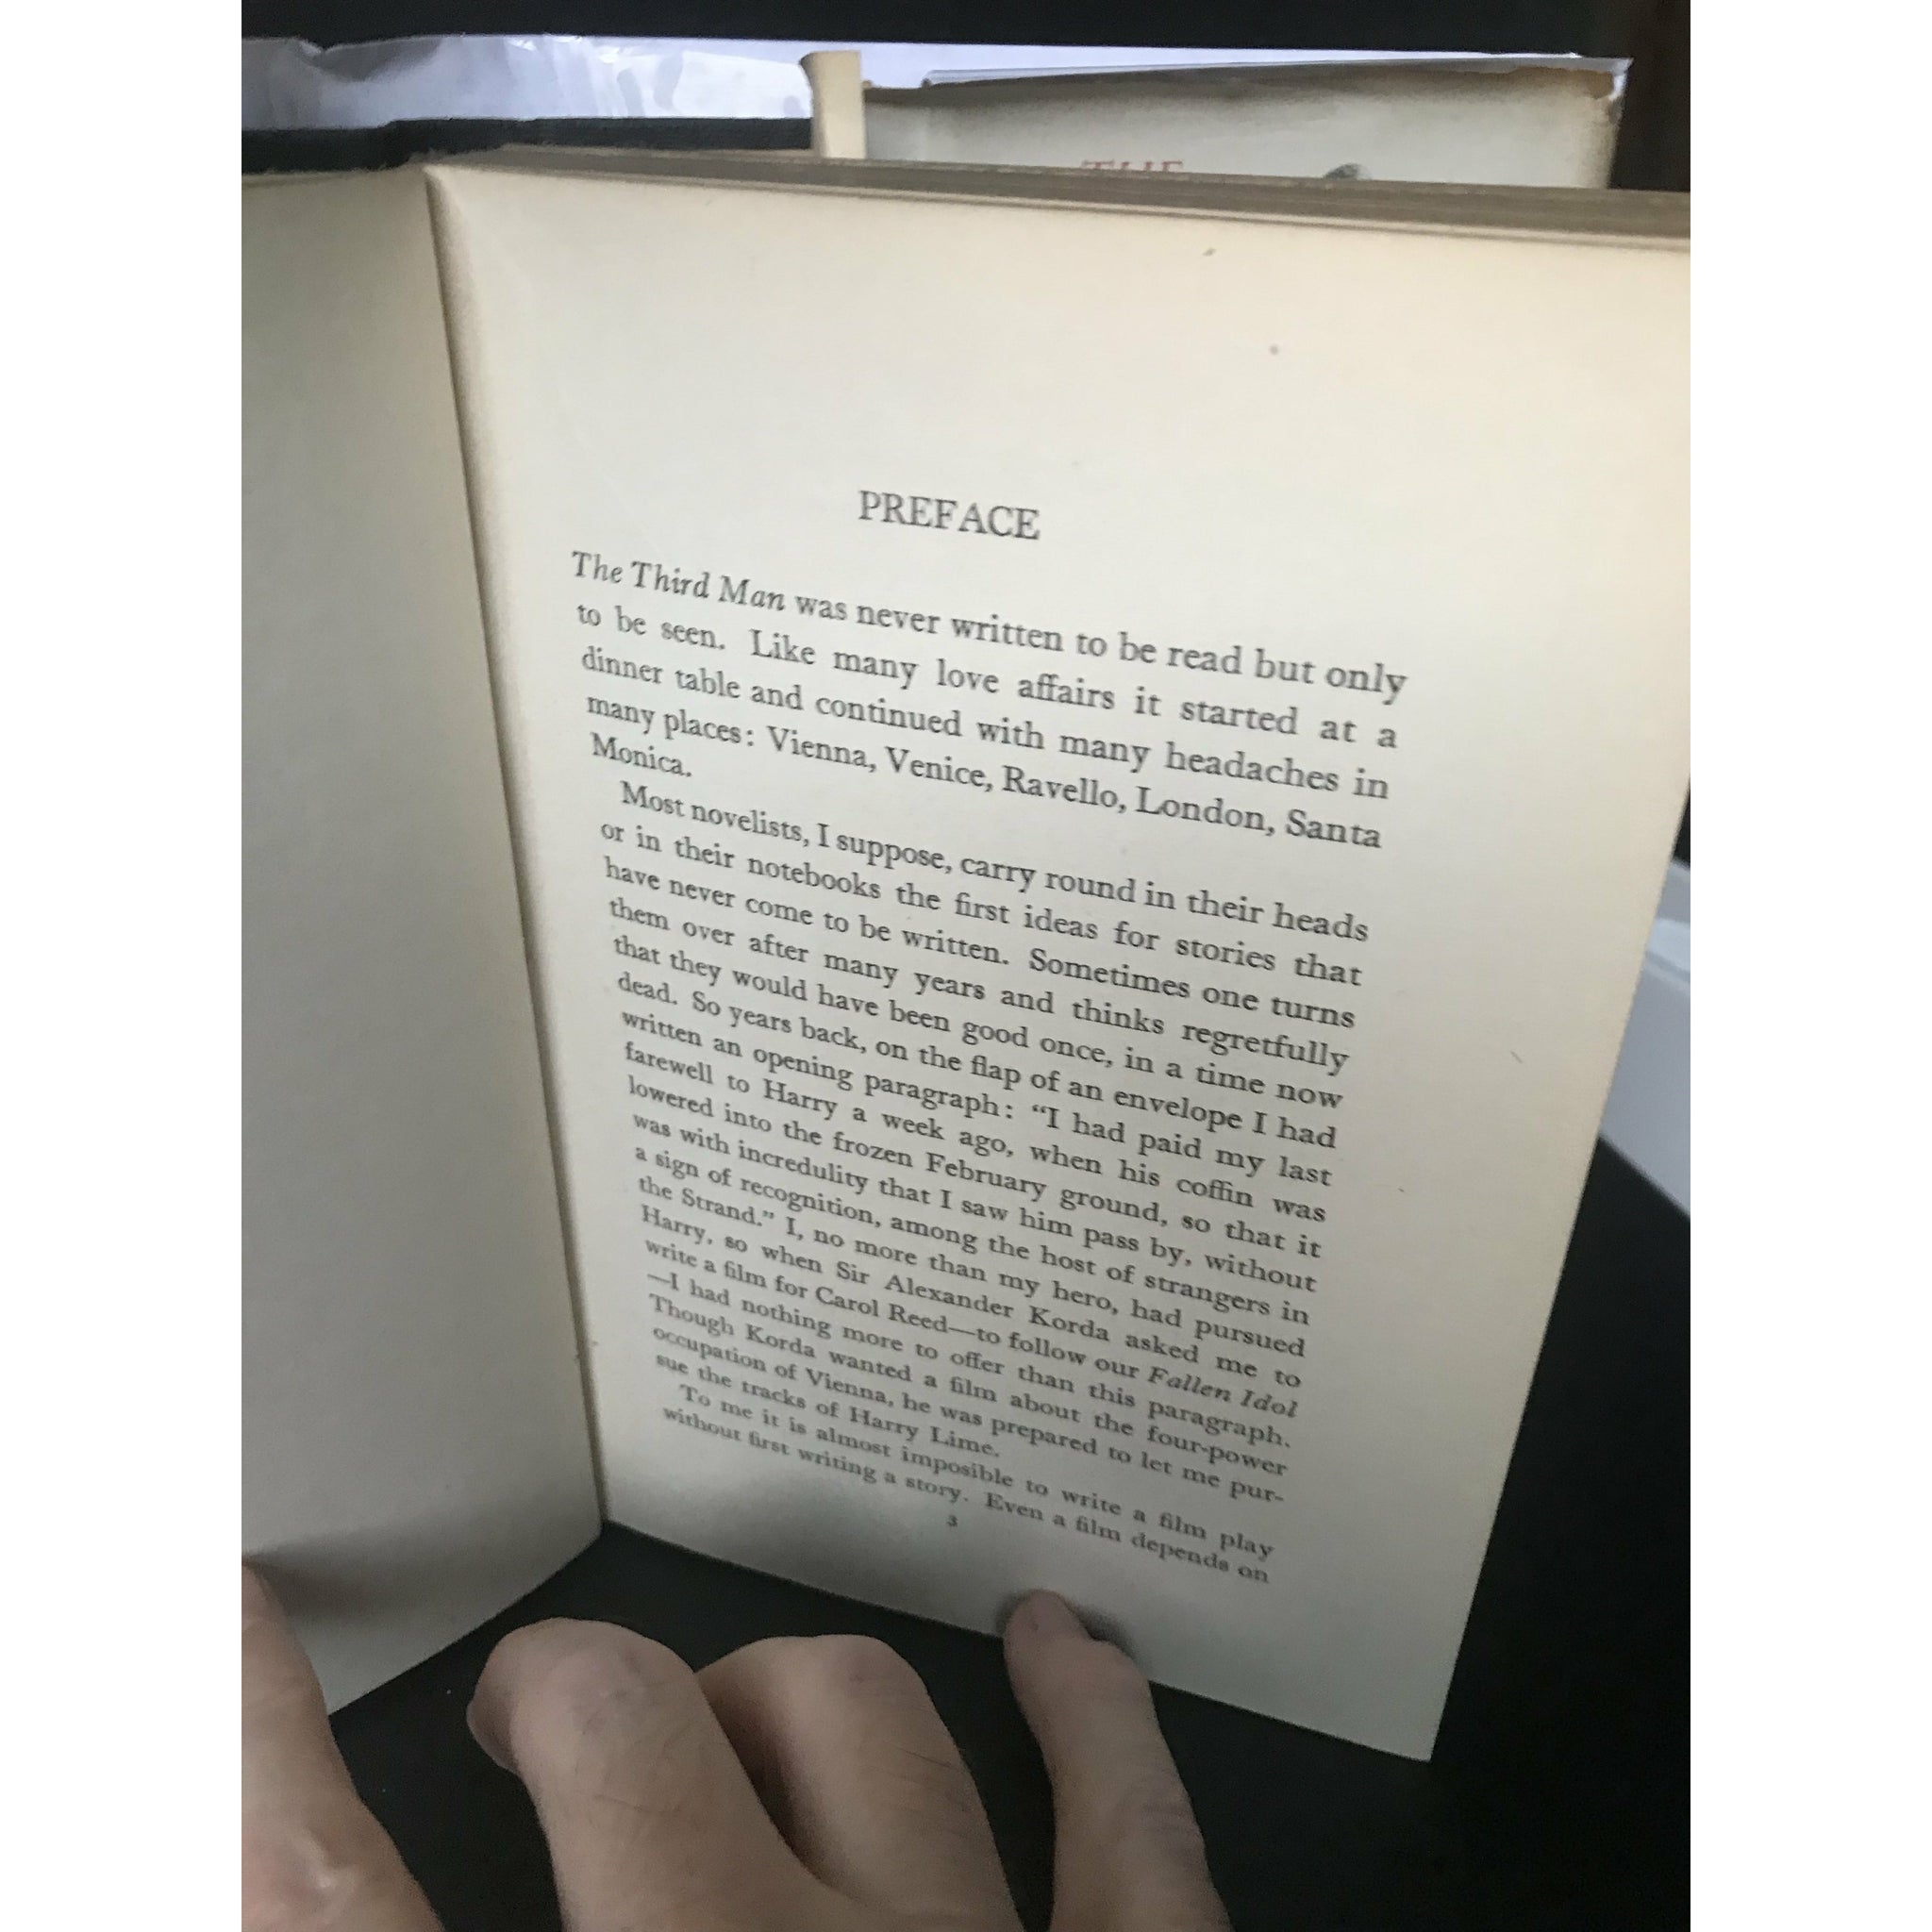 THE
PREFACE
The Third Man was never written to be read but only
to be seen. Like many love affairs it started at a
dinner table and continued with many headaches in
many places: Vienna, Venice, Ravello, London, Santa
Monica.
Most novelists, I suppose, carry round in their heads
or in their notebooks the first ideas for stories that
have never come to be written. Sometimes one turns
them over after many years and thinks regretfully
that they would have been good once, in a time now
dead. So years back, on the flap of an envelope I had
written an opening paragraph: “I had paid my last
farewell to Harry a week ago, when his coffin was
lowered into the frozen February ground, so that it
was with incredulity that I saw him pass by, without
a sign of recognition, among the host of strangers in
the Strand.” I, no more than my hero, had pursued
Harry, so when Sir Alexander Korda asked me to
write a film for Carol Reed—to follow our Fallen Idol
—I had nothing more to offer than this paragraph.
Though Korda wanted a film about the four-power
occupation of Vienna, he was prepared to let me pur-
sue the tracks of Harry Lime.
To me it is almost imposible to write a film play
without first writing a story. Even a film depends on
3